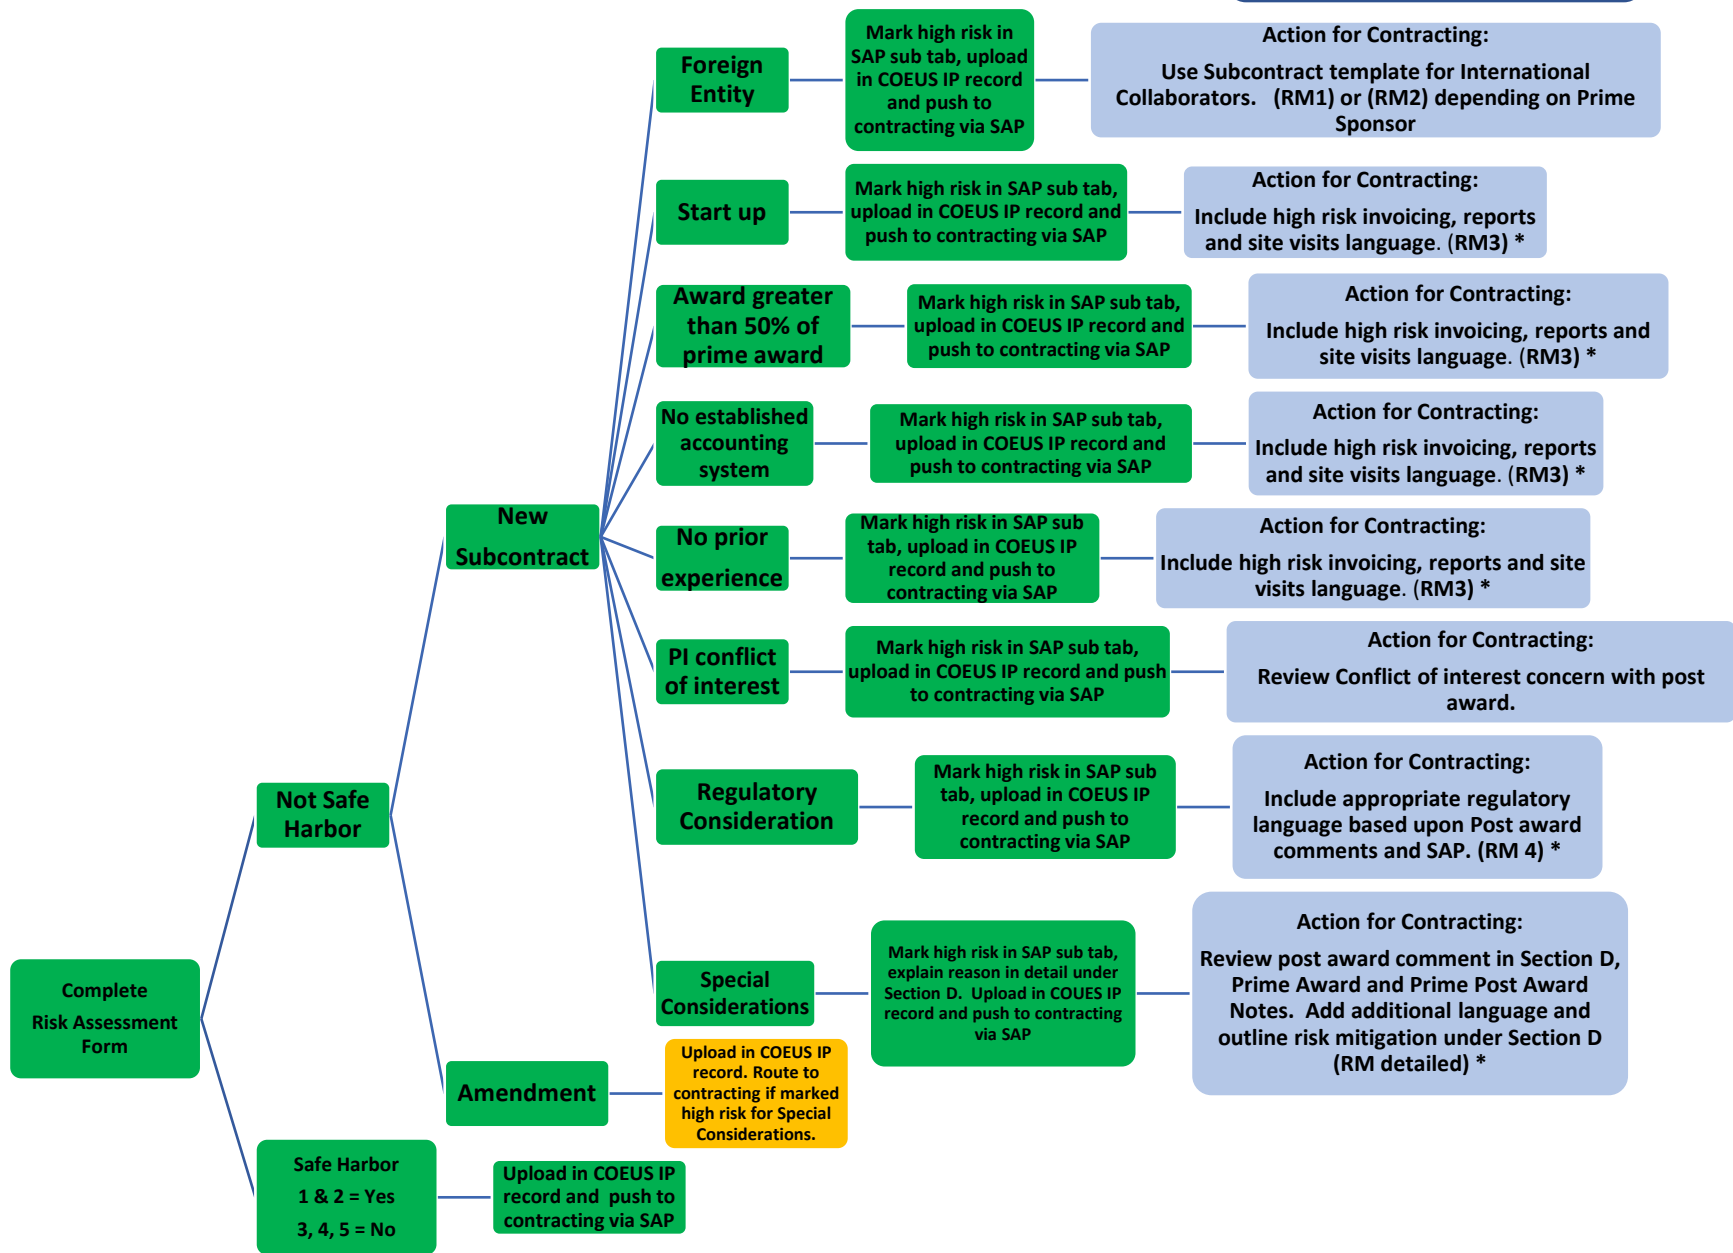 Complete
Risk Assessment
Form
Not Safe
Harbor
Safe Harbor
1 & 2 = Yes
3, 4, 5 = No
Upload in COEUS IP
record and push to
contracting via SAP
New
Subcontract
Amendment
Upload in COEUS IP
record. Route to
contracting if marked
high risk for Special
Considerations.
Foreign
Entity
Mark high risk in
SAP sub tab, upload
in COEUS IP record
and push to
contracting via SAP
Action for Contracting:
Use Subcontract template for International
Collaborators. (RM1) or (RM2) depending on Prime
Sponsor
Start up
Mark high risk in SAP sub tab,
upload in COEUS IP record and
push to contracting via SAP
Action for Contracting:
Include high risk invoicing, reports
and site visits language. (RM3) *
Award greater
than 50% of
prime award
Mark high risk in SAP sub tab,
upload in COEUS IP record and
push to contracting via SAP
Action for Contracting:
Include high risk invoicing, reports and
site visits language. (RM3) *
No established
accounting
system
Mark high risk in SAP sub tab,
upload in COEUS IP record and
push to contracting via SAP
Action for Contracting:
Include high risk invoicing, reports
and site visits language. (RM3) *
No prior
experience
Mark high risk in SAP sub
tab, upload in COEUS IP
record and push to
contracting via SAP
Action for Contracting:
Include high risk invoicing, reports and site
visits language. (RM3) *
PI conflict
of interest
Mark high risk in SAP sub tab,
upload in COEUS IP record and push
to contracting via SAP
Action for Contracting:
Review Conflict of interest concern with post
award.
Regulatory
Consideration
Mark high risk in SAP sub
tab, upload in COEUS IP
record and push to
contracting via SAP
Action for Contracting:
Include appropriate regulatory
language based upon Post award
comments and SAP. (RM 4) *
Special
Considerations
Mark high risk in SAP sub tab,
explain reason in detail under
Section D. Upload in COUES IP
record and push to contracting
via SAP
Action for Contracting:
Review post award comment in Section D,
Prime Award and Prime Post Award
Notes. Add additional language and
outline risk mitigation under Section D
(RM detailed) *